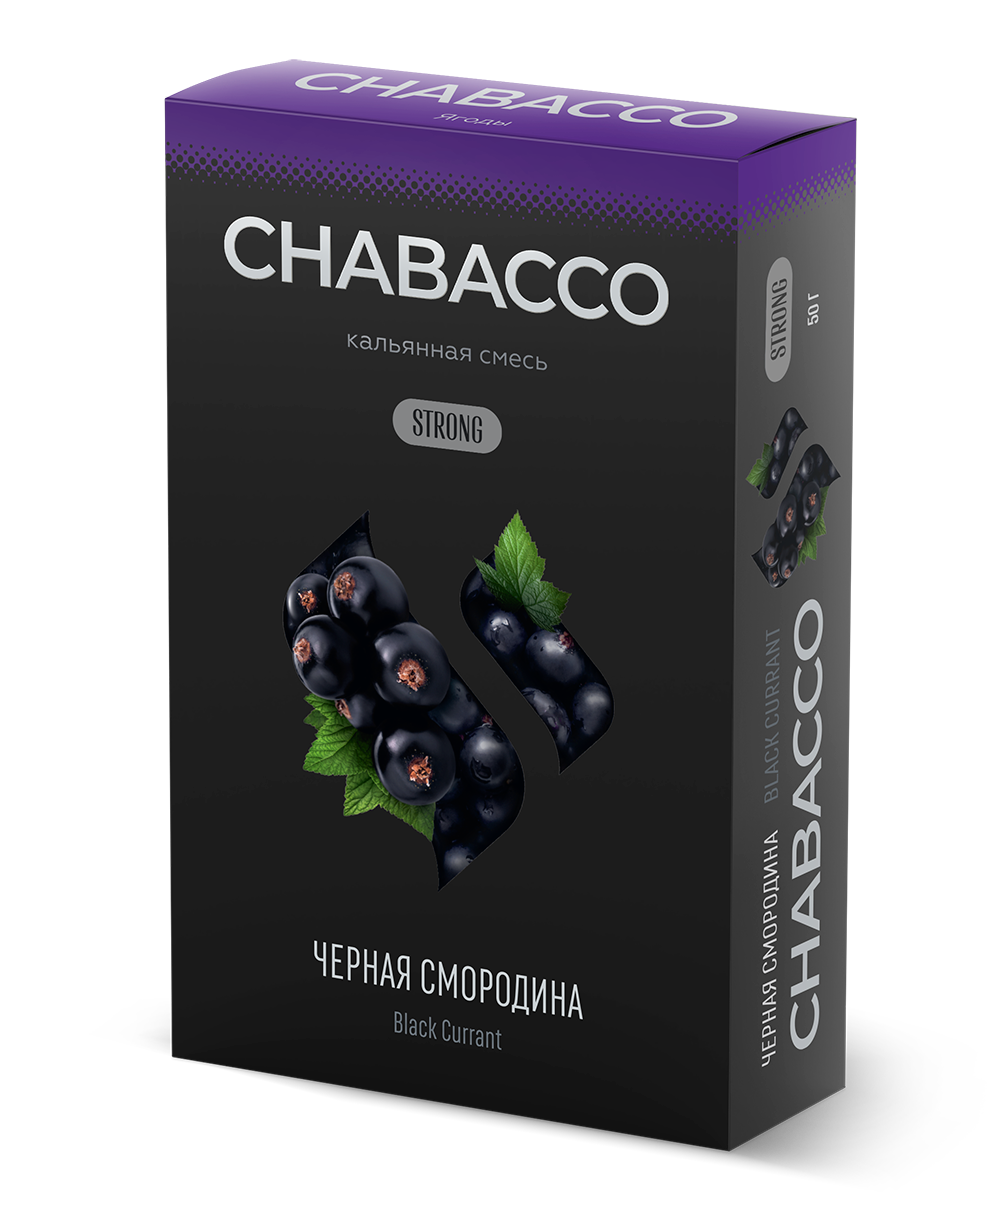 CHABACCO
Ягоды
CHABACCO
кальянная смесь
STRONG
ЧЕРНАЯ СМОРОДИНА
Black Currant
STRONG
50 Г
ЧЕРНАЯ СМОРОДИНА
BLACK CURRANT
CHABACCO